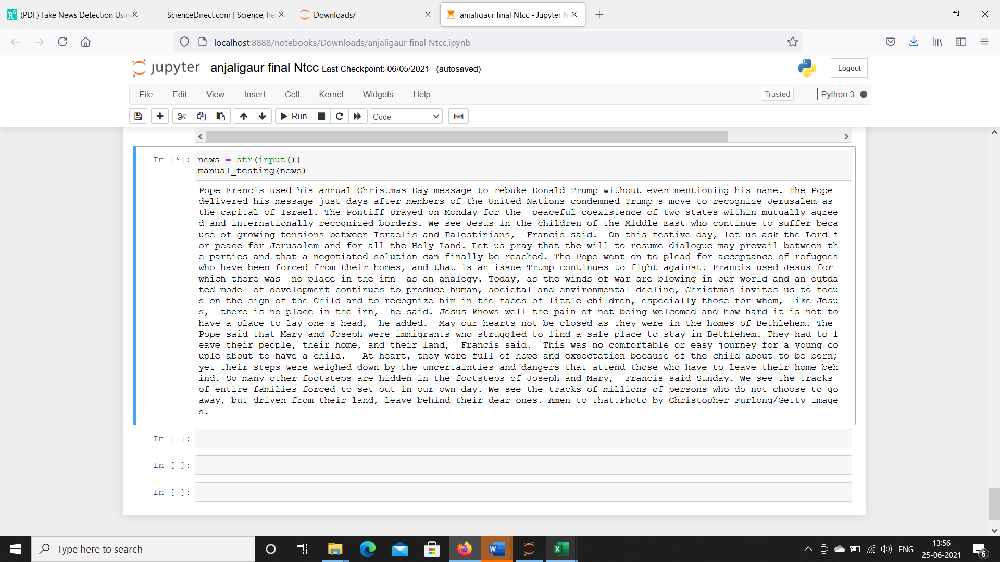 (PDF) Fake News Detection Usin
ScienceDirect.com | Science, hea
Downloads/
anjaligaur final Ntcc - Jupyter N
localhost:8888/notebooks/Downloads/anjaligaur final Ntcc.ipynb
jupyter anjaligaur final Ntcc Last Checkpoint: 06/05/2021 (autosaved)
Logout
File Edit View Insert Cell Kernel Widgets Help
Trusted Python 3
Run Code
In [*]: news = str(input())
manual_testing(news)
Pope Francis used his annual Christmas Day message to rebuke Donald Trump without even mentioning his name. The Pope
delivered his message just days after members of the United Nations condemned Trump s move to recognize Jerusalem as
the capital of Israel. The Pontiff prayed on Monday for the  peaceful coexistence of two states within mutually agree
d and internationally recognized borders. We see Jesus in the children of the Middle East who continue to suffer beca
use of growing tensions between Israelis and Palestinians,  Francis said.  On this festive day, let us ask the Lord f
or peace for Jerusalem and for all the Holy Land. Let us pray that the will to resume dialogue may prevail between th
e parties and that a negotiated solution can finally be reached. The Pope went on to plead for acceptance of refugees
who have been forced from their homes, and that is an issue Trump continues to fight against. Francis used Jesus for
which there was  no place in the inn  as an analogy. Today, as the winds of war are blowing in our world and an outda
ted model of development continues to produce human, societal and environmental decline, Christmas invites us to focu
s on the sign of the Child and to recognize him in the faces of little children, especially those for whom, like Jesu
s,  there is no place in the inn,  he said. Jesus knows well the pain of not being welcomed and how hard it is not to
have a place to lay one s head,  he added.  May our hearts not be closed as they were in the homes of Bethlehem. The
Pope said that Mary and Joseph were immigrants who struggled to find a safe place to stay in Bethlehem. They had to l
eave their people, their home, and their land,  Francis said.  This was no comfortable or easy journey for a young co
uple about to have a child.   At heart, they were full of hope and expectation because of the child about to be born;
yet their steps were weighed down by the uncertainties and dangers that attend those who have to leave their home beh
ind. So many other footsteps are hidden in the footsteps of Joseph and Mary,  Francis said Sunday. We see the tracks
of entire families forced to set out in our own day. We see the tracks of millions of persons who do not choose to go
away, but driven from their land, leave behind their dear ones. Amen to that.Photo by Christopher Furlong/Getty Image
s.
In [ ]:
In [ ]:
In [ ]:
Type here to search
ENG
13:56
25-06-2021
6